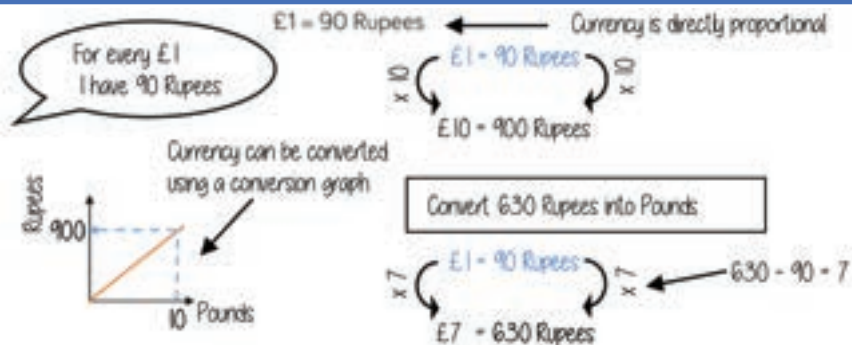 £1 = 90 Rupees
Currency is directly proportional
For every £1
I have 90 Rupees
£1 = 90 Rupees
x 10
x 10
£10 = 900 Rupees
Currency can be converted
using a conversion graph
Rupees
900
10 Pounds
Convert 630 Rupees into Pounds
£1 = 90 Rupees
x 7
x 7
630 ÷ 90 = 7
£7 = 630 Rupees